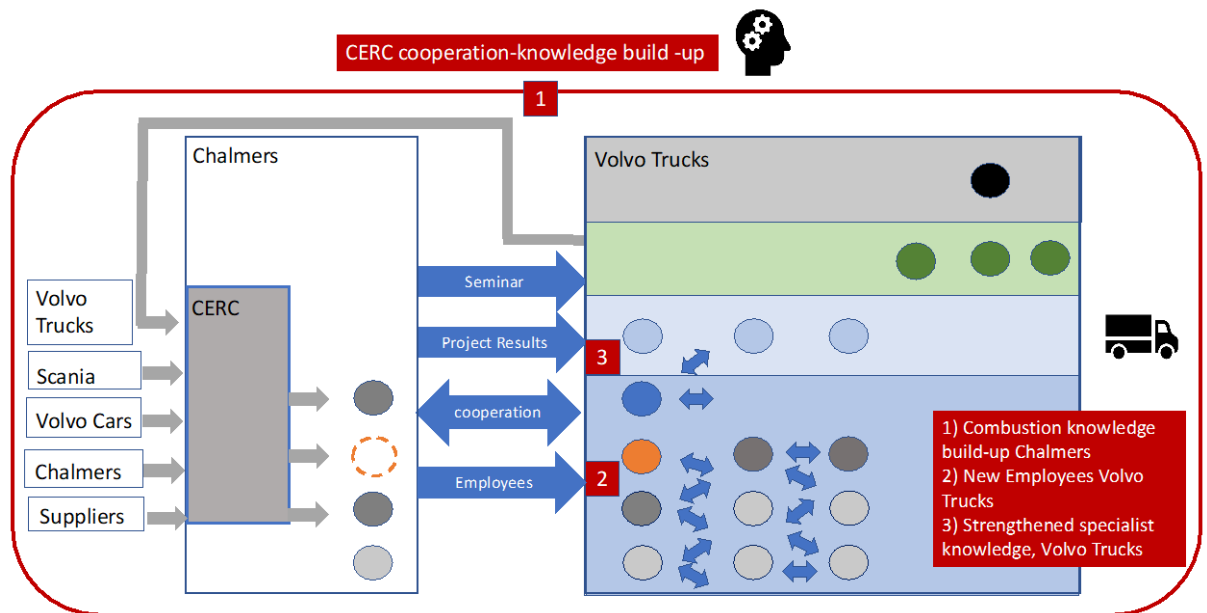 CERC cooperation-knowledge build -up
1
Chalmers
Volvo Trucks
CERC
Volvo
Trucks
Scania
Volvo Cars
Chalmers
Suppliers
Seminar
Project Results
3
cooperation
2
Employees
1) Combustion knowledge
build-up Chalmers
2) New Employees Volvo
Trucks
3) Strengthened specialist
knowledge, Volvo Trucks